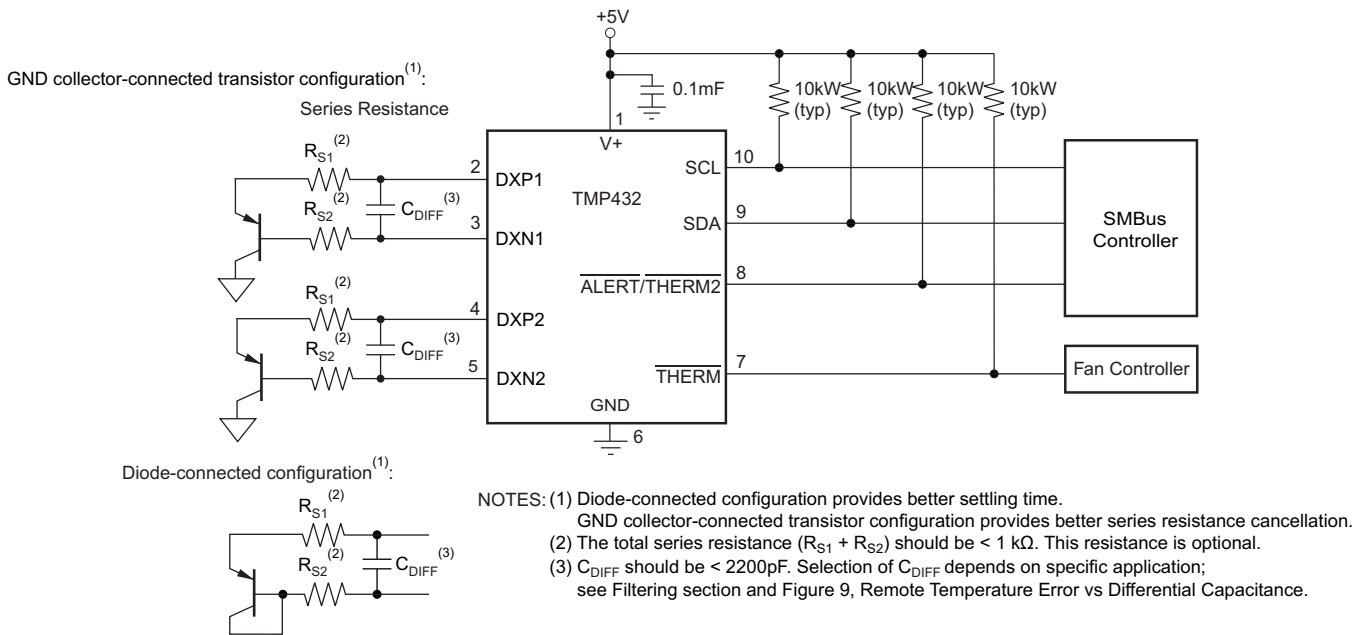 +5V
GND collector-connected transistor configuration(1):
Series Resistance
0.1mF
10kW
(typ)
10kW
(typ)
10kW
(typ)
10kW
(typ)
1
V+
RS1(2)
2
DXP1
CDIFF(3)
RS2(2)
3
DXN1
TMP432
SCL
10
SDA
9
SMBus
Controller
ALERT/THERM2
8
RS1(2)
4
DXP2
CDIFF(3)
RS2(2)
5
DXN2
THERM
7
Fan Controller
GND
6
Diode-connected configuration(1):
RS1(2)
RS2(2)
CDIFF(3)
NOTES: (1) Diode-connected configuration provides better settling time.
GND collector-connected transistor configuration provides better series resistance cancellation.
(2) The total series resistance (RS1 + RS2) should be < 1 kΩ. This resistance is optional.
(3) CDIFF should be < 2200pF. Selection of CDIFF depends on specific application;
see Filtering section and Figure 9, Remote Temperature Error vs Differential Capacitance.